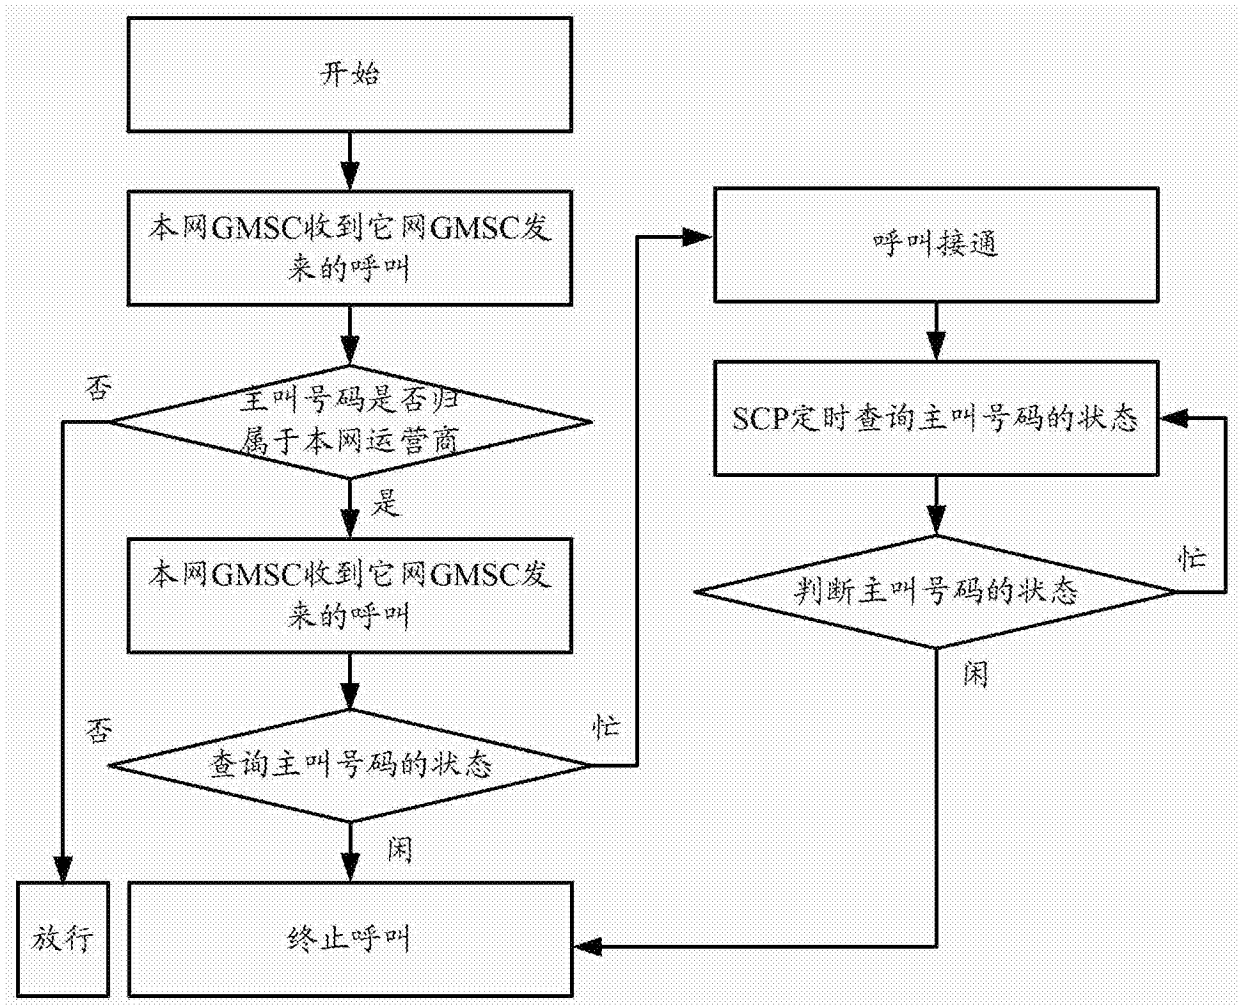 开始
本网GMSC收到它网GMSC发
来的呼叫
否
主叫号码是否归
属于本网运营商
是
本网GMSC收到它网GMSC发
来的呼叫
否
查询主叫号码的状态
忙
闲
放行
终止呼叫
呼叫接通
SCP定时查询主叫号码的状态
忙
判断主叫号码的状态
闲